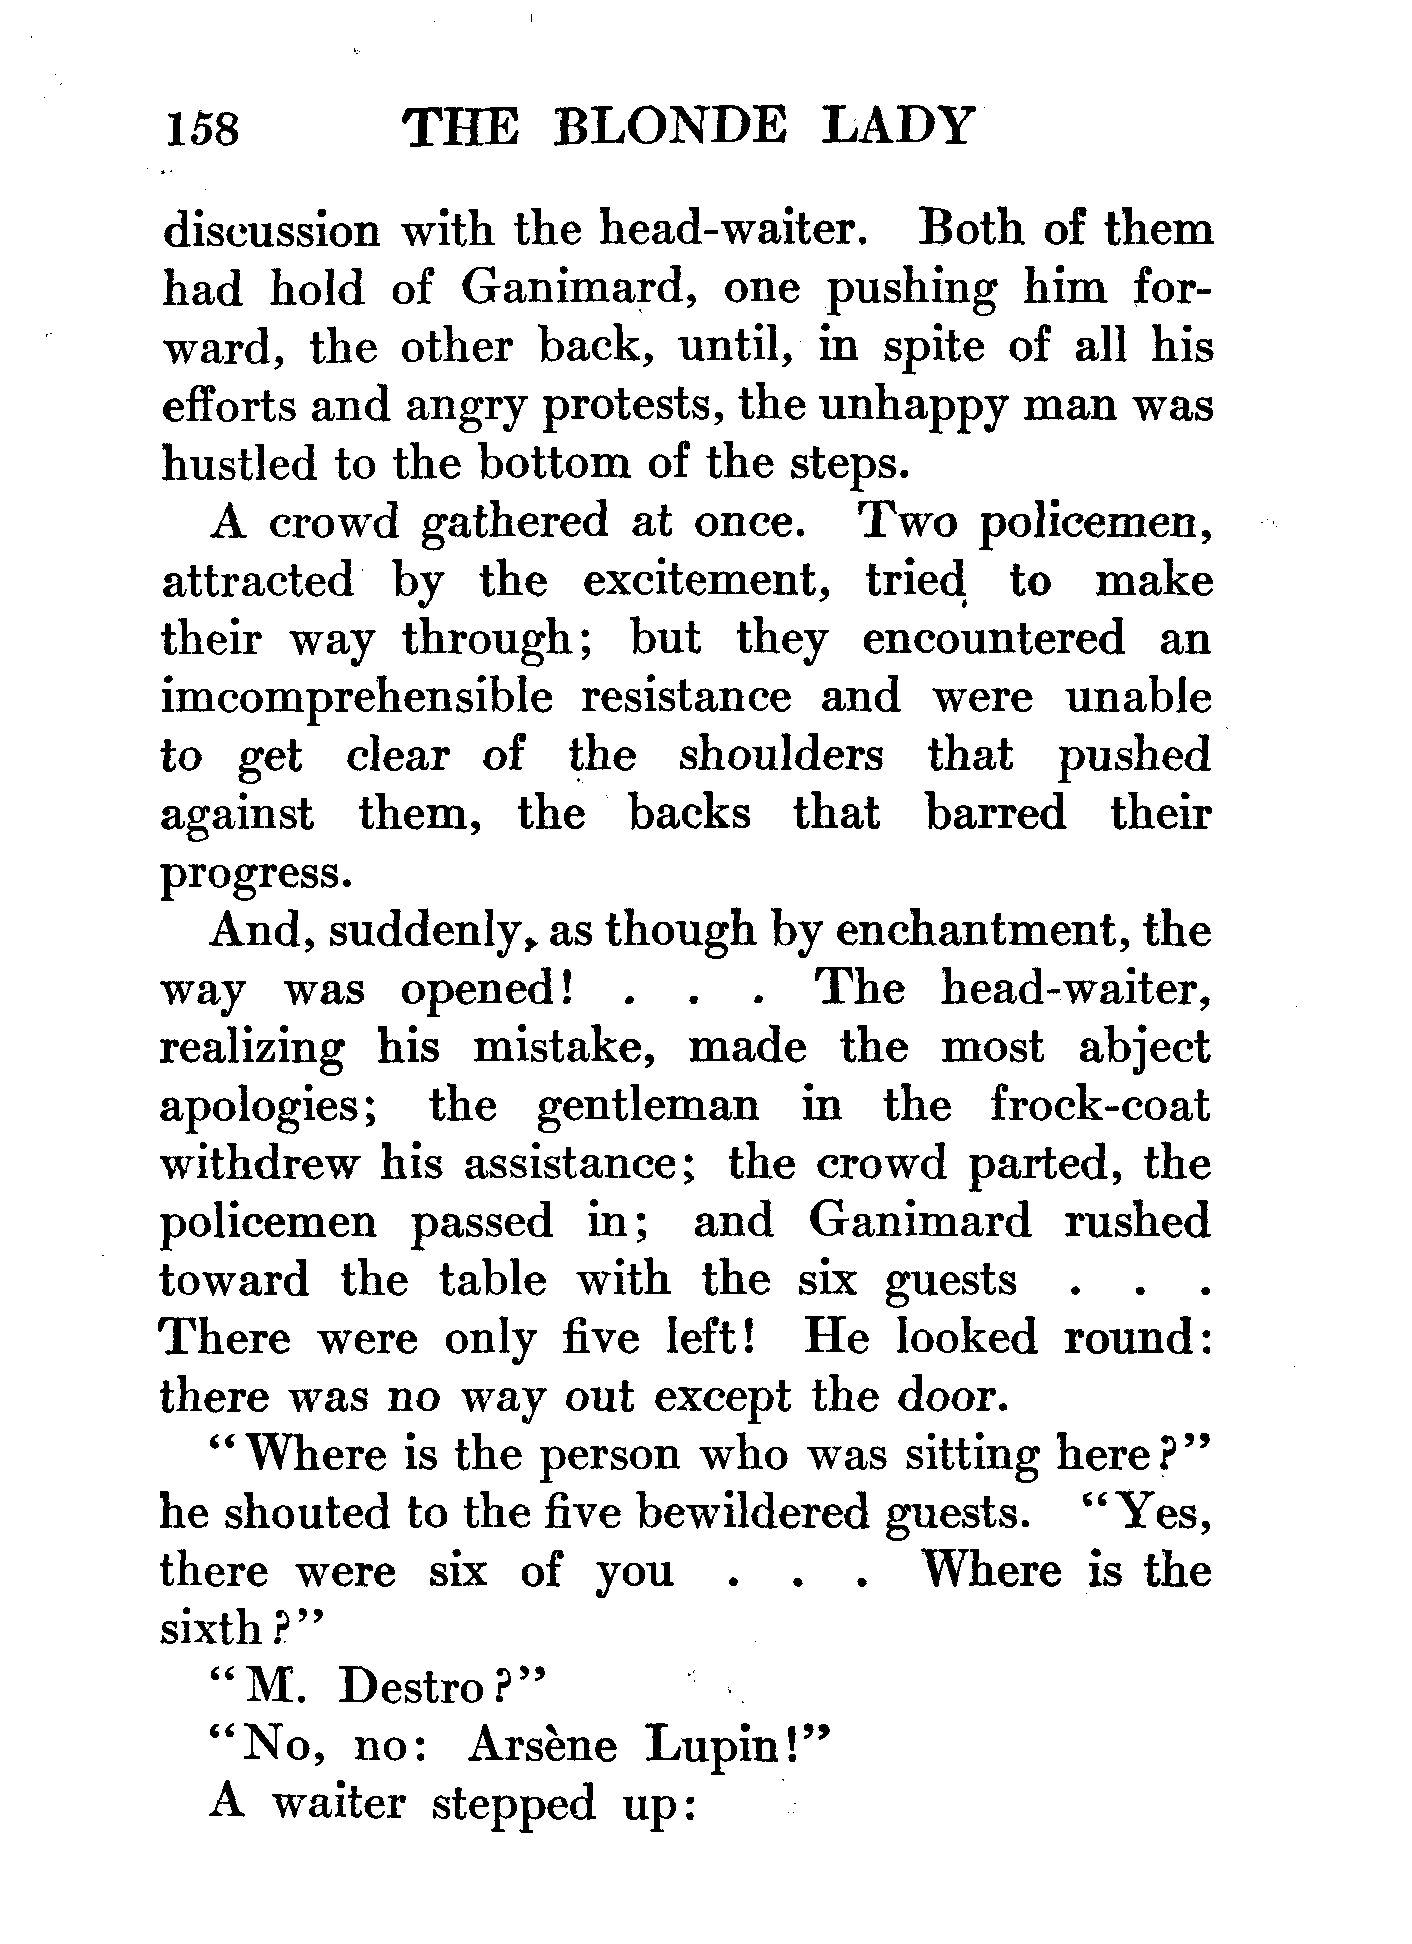 158 THE BLONDE LADY
discussion with the head-waiter. Both of them
had hold of Ganimard, one pushing him for-
ward, the other back, until, in spite of all his
efforts and angry protests, the unhappy man was
hustled to the bottom of the steps.
A crowd gathered at once. Two policemen,
attracted by the excitement, tried to make
their way through; but they encountered an
imcomprehensible resistance and were unable
to get clear of the shoulders that pushed
against them, the backs that barred their
progress.
And, suddenly, as though by enchantment, the
way was opened! . . . The head-waiter,
realizing his mistake, made the most abject
apologies; the gentleman in the frock-coat
withdrew his assistance; the crowd parted, the
policemen passed in; and Ganimard rushed
toward the table with the six guests . . .
There were only five left! He looked round:
there was no way out except the door.
"Where is the person who was sitting here?"
he shouted to the five bewildered guests. "Yes,
there were six of you . . . Where is the
sixth?"
"M. Destro?"
"No, no: Arsène Lupin!"
A waiter stepped up: